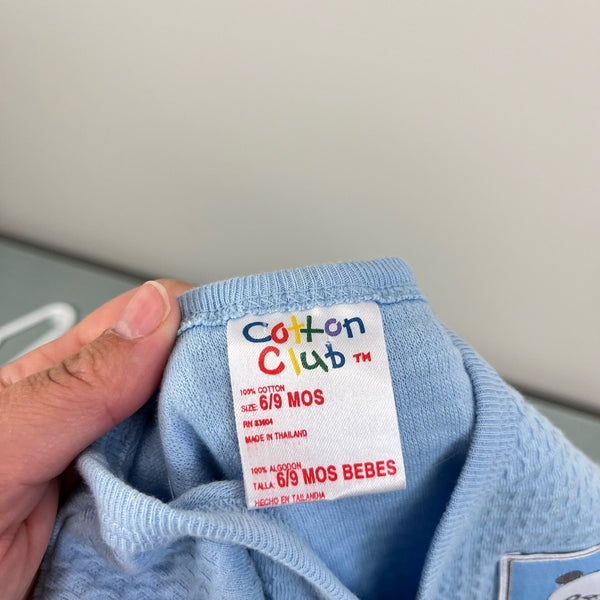 Cotton
Club TM
100% COTTON
SIZE: 6/9 MOS
RN 83604
MADE IN THAILAND
100% ALGODON
TALLA: 6/9 MOS BEBES
HECHO EN TAILANDIA